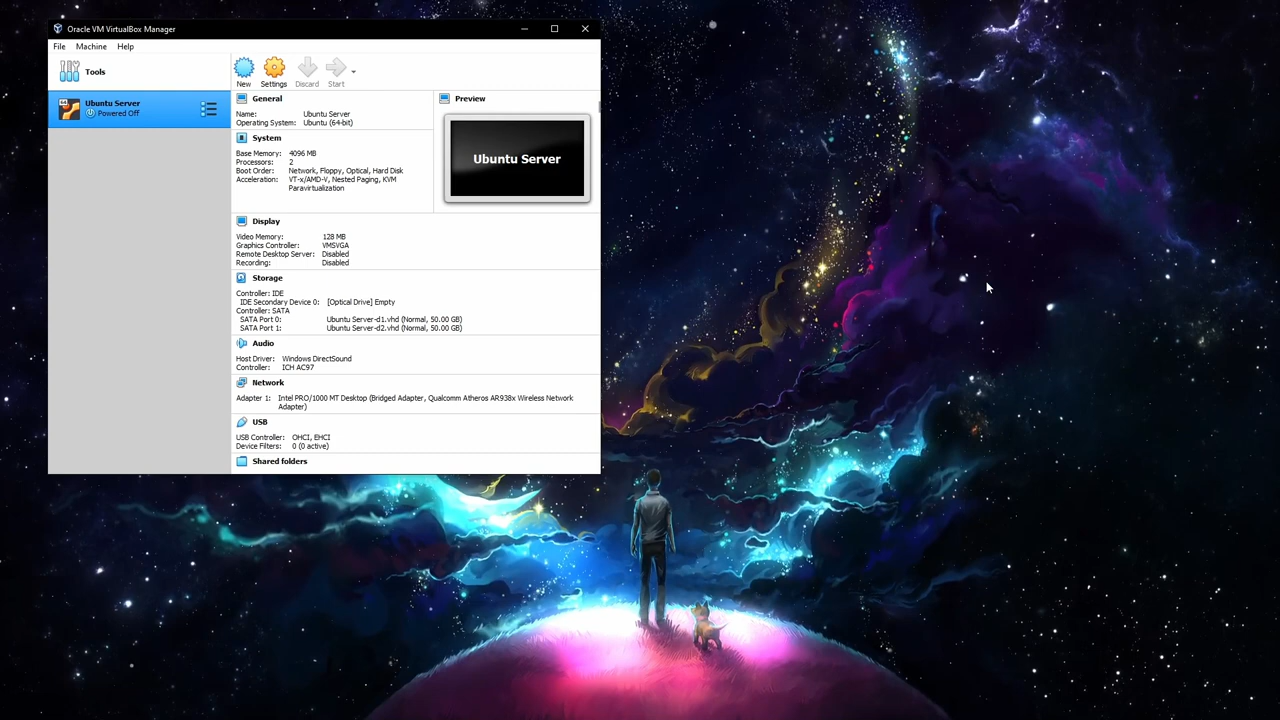 Oracle VM VirtualBox Manager
File Machine Help
Tools
New Settings Discard Start
Ubuntu Server
Powered Off
General
Name: Ubuntu Server
Operating System: Ubuntu (64-bit)
Preview
Ubuntu Server
System
Base Memory: 4096 MB
Processors: 2
Boot Order: Network, Floppy, Optical, Hard Disk
Acceleration: VT-x/AMD-V, Nested Paging, KVM
Paravirtualization
Display
Video Memory: 128 MB
Graphics Controller: VMSVGA
Remote Desktop Server: Disabled
Recording: Disabled
Storage
Controller: IDE
IDE Secondary Device 0: [Optical Drive] Empty
Controller: SATA
SATA Port 0: Ubuntu Server-d1.vhd (Normal, 50.00 GB)
SATA Port 1: Ubuntu Server-d2.vhd (Normal, 50.00 GB)
Audio
Host Driver: Windows DirectSound
Controller: ICH AC97
Network
Adapter 1: Intel PRO/1000 MT Desktop (Bridged Adapter, Qualcomm Atheros AR938x Wireless Network
Adapter)
USB
USB Controller: OHCI, EHCI
Device Filters: 0 (0 active)
Shared folders